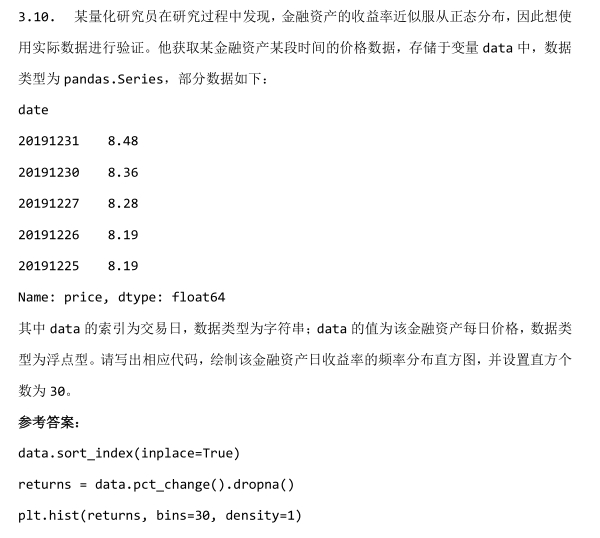 3.10. 某量化研究员在研究过程中发现，金融资产的收益率近似服从正态分布，因此想使
用实际数据进行验证。他获取某金融资产某段时间的价格数据，存储于变量 data 中，数据
类型为 pandas.Series，部分数据如下：
date
20191231 8.48
20191230 8.36
20191227 8.28
20191226 8.19
20191225 8.19
Name: price, dtype: float64
其中 data 的索引为交易日，数据类型为字符串；data 的值为该金融资产每日价格，数据类
型为浮点型。请写出相应代码，绘制该金融资产日收益率的频率分布直方图，并设置直方个
数为 30。
参考答案：
data.sort_index(inplace=True)
returns = data.pct_change().dropna()
plt.hist(returns, bins=30, density=1)